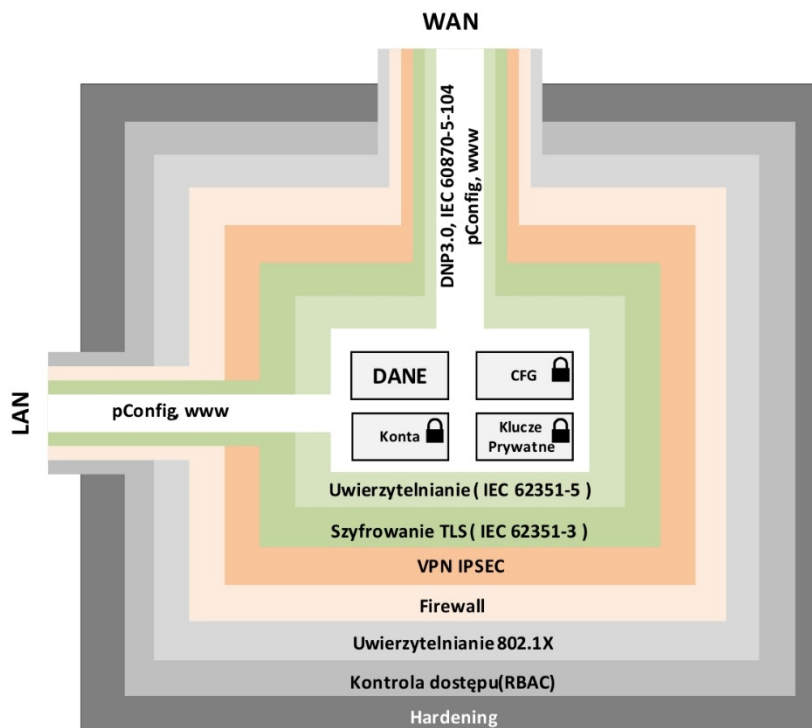 WAN
DNP3.0, IEC 60870-5-104
pConfig, www
LAN
pConfig, www
DANE
CFG
Konta
Klucze
Prywatne
Uwierzytelnianie ( IEC 62351-5 )
Szyfrowanie TLS ( IEC 62351-3 )
VPN IPSEC
Firewall
Uwierzytelnianie 802.1X
Kontrola dostępu(RBAC)
Hardening